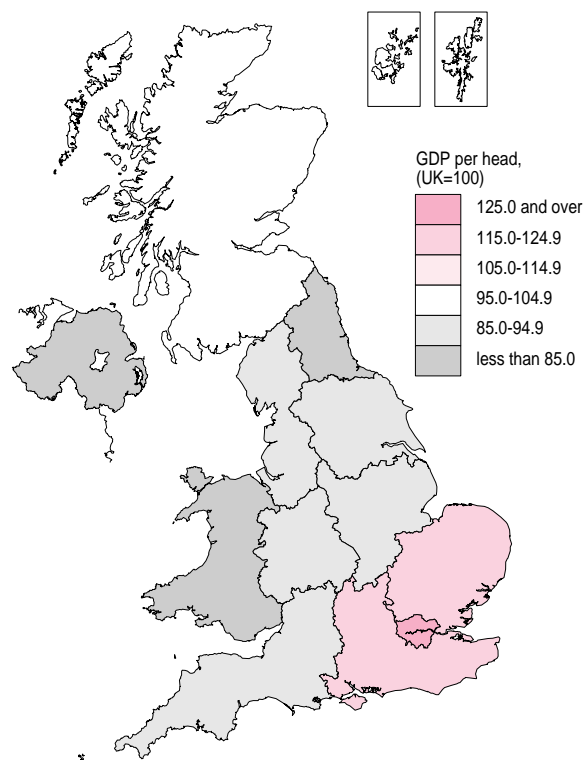 GDP per head,
(UK=100)
125.0 and over
115.0-124.9
105.0-114.9
95.0-104.9
85.0-94.9
less than 85.0